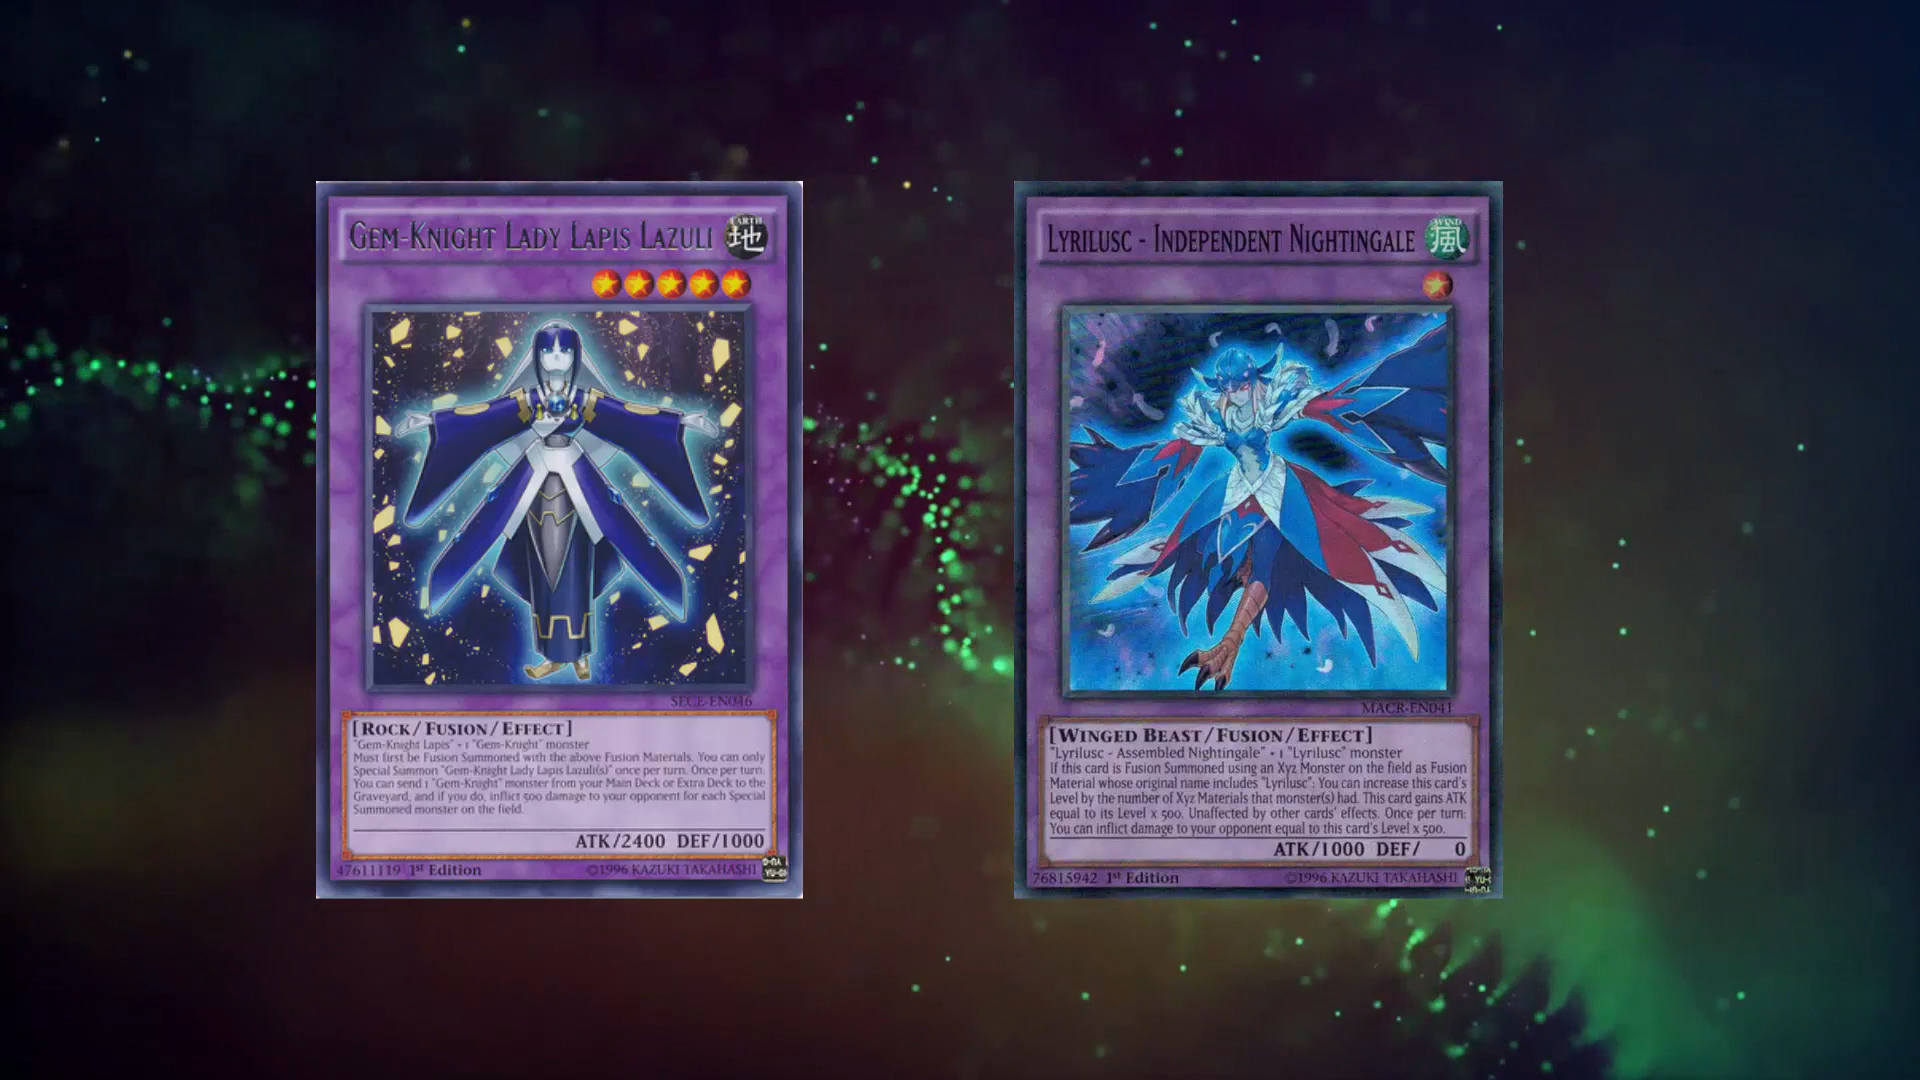 GEM-KNIGHT LADY LAPIS LAZULI
EARTH
地
SECE-EN046
[ROCK/FUSION/EFFECT]
"Gem-Knight Lapis" + 1 "Gem-Knight" monster
Must first be Fusion Summoned with the above Fusion Materials. You can only
Special Summon "Gem-Knight Lady Lapis Lazuli(s)" once per turn. Once per turn:
You can send 1 "Gem-Knight" monster from your Main Deck or Extra Deck to the
Graveyard, and if you do, inflict 500 damage to your opponent for each Special
Summoned monster on the field.
ATK/2400 DEF/1000
47611119 1st Edition
©1996 KAZUKI TAKAHASHI
LYRILUSC - INDEPENDENT NIGHTINGALE
WIND
風
MACR-EN041
[WINGED BEAST/FUSION/EFFECT]
"Lyrilusc - Assembled Nightingale" + 1 "Lyrilusc" monster
If this card is Fusion Summoned using an Xyz Monster on the field as Fusion
Material whose original name includes "Lyrilusc": You can increase this card's
Level by the number of Xyz Materials that monster(s) had. This card gains ATK
equal to its Level x 500. Unaffected by other cards' effects. Once per turn:
You can inflict damage to your opponent equal to this card's Level x 500.
ATK/1000 DEF/ 0
76815942 1st Edition
©1996 KAZUKI TAKAHASHI